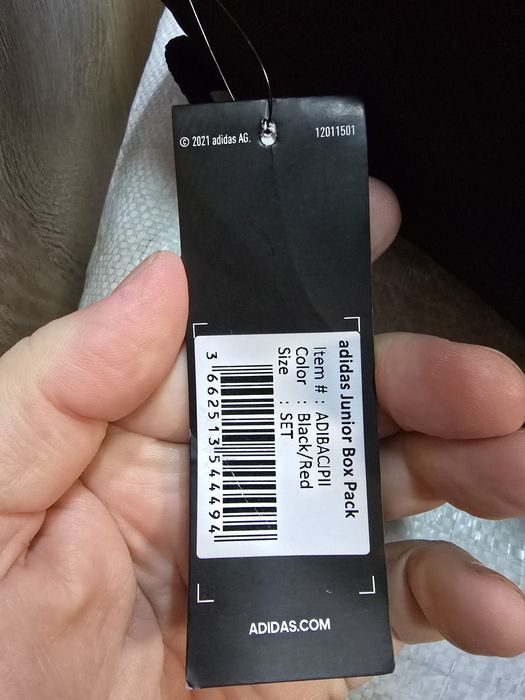 © 2021 adidas AG.
12011501
adidas Junior Box Pack
Item # : ADIBACJPII
Color : Black/Red
Size : SET
3 662513 544494
ADIDAS.COM